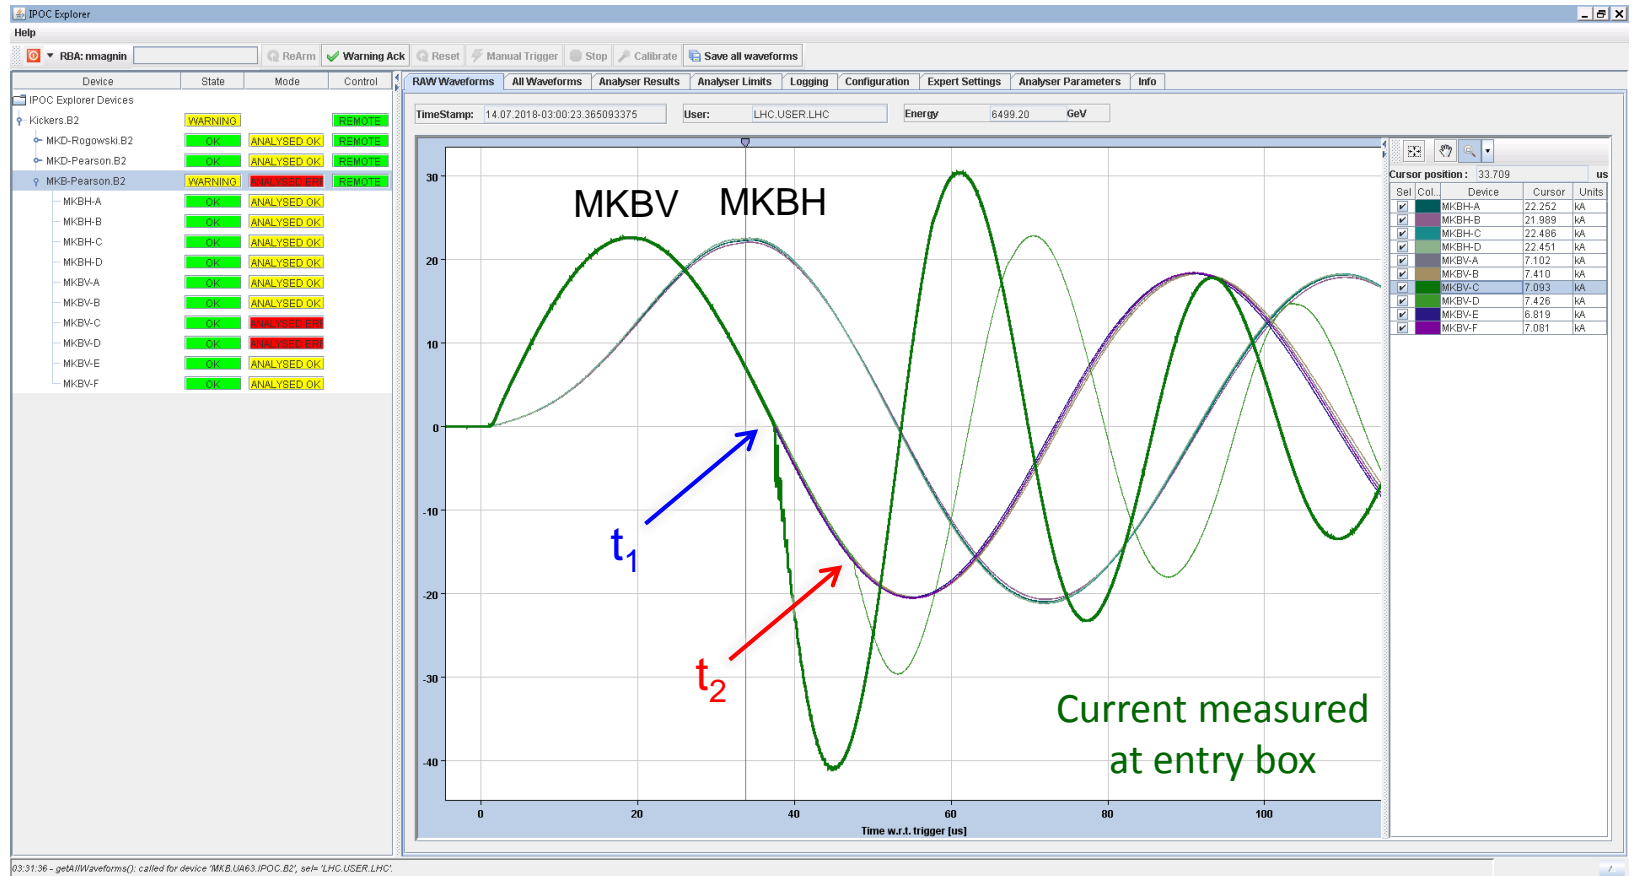 IPOC Explorer
Help
RBA: nmagnin ReArm Warning Ack Reset Manual Trigger Stop Calibrate Save all waveforms
Device State Mode Control
IPOC Explorer Devices
Kickers.B2 WARNING REMOTE
MKD-Rogowski.B2 OK ANALYSED OK REMOTE
MKD-Pearson.B2 OK ANALYSED OK REMOTE
MKB-Pearson.B2 WARNING ANALYSED ERR REMOTE
MKBH-A OK ANALYSED OK
MKBH-B OK ANALYSED OK
MKBH-C OK ANALYSED OK
MKBH-D OK ANALYSED OK
MKBV-A OK ANALYSED OK
MKBV-B OK ANALYSED OK
MKBV-C OK ANALYSED ERR
MKBV-D OK ANALYSED ERR
MKBV-E OK ANALYSED OK
MKBV-F OK ANALYSED OK
RAW Waveforms All Waveforms Analyser Results Analyser Limits Logging Configuration Expert Settings Analyser Parameters Info
TimeStamp: 14.07.2018-03:00:23.365093375 User: LHC.USER.LHC Energy 6499.20 GeV
30
20
10
0
-10
-20
-30
-40
MKBV MKBH
t1
t2
Current measured
at entry box
0 20 40 60 80 100
Time w.r.t. trigger [us]
Cursor position : 33.709 us
Sel Col... Device Cursor Units
MKBH-A 22.252 kA
MKBH-B 21.989 kA
MKBH-C 22.486 kA
MKBH-D 22.451 kA
MKBV-A 7.102 kA
MKBV-B 7.410 kA
MKBV-C 7.093 kA
MKBV-D 7.426 kA
MKBV-E 6.819 kA
MKBV-F 7.081 kA
03:31:36 - getAllWaveforms(): called for device 'MKB.UA63.IPOC.B2', sel= 'LHC.USER.LHC'.